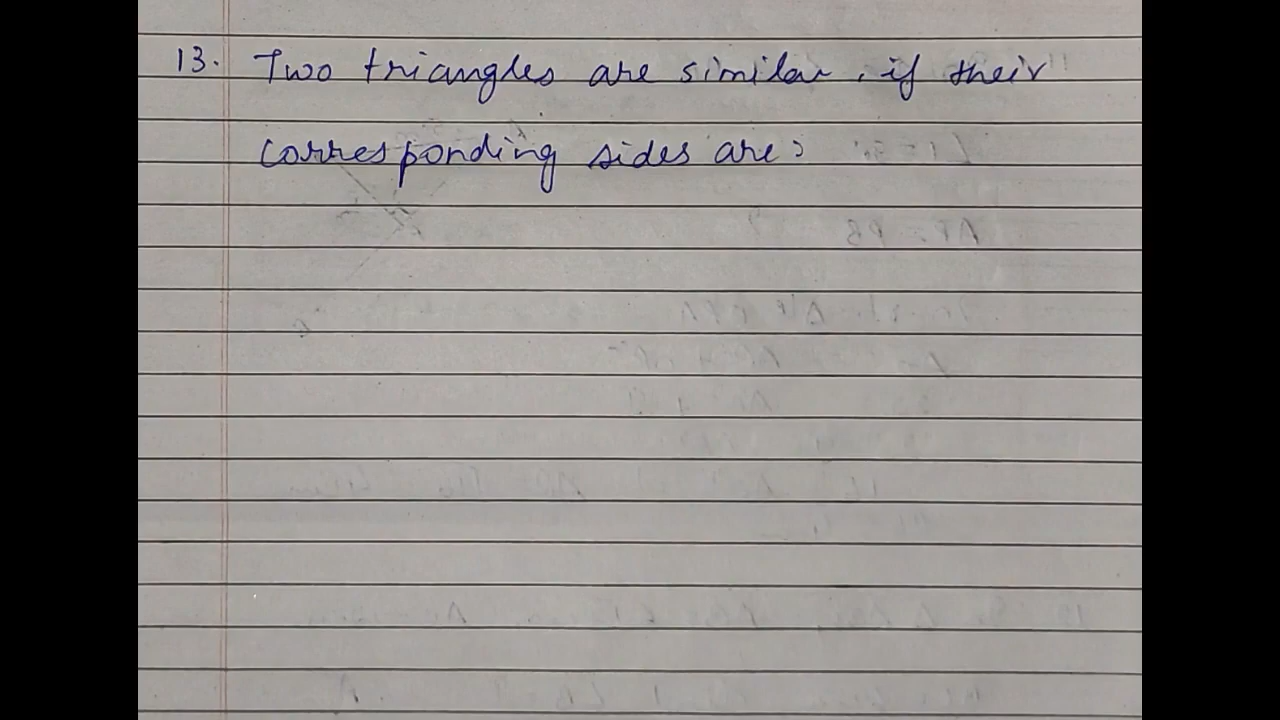 13. Two triangles are similar, if their
corresponding sides are: